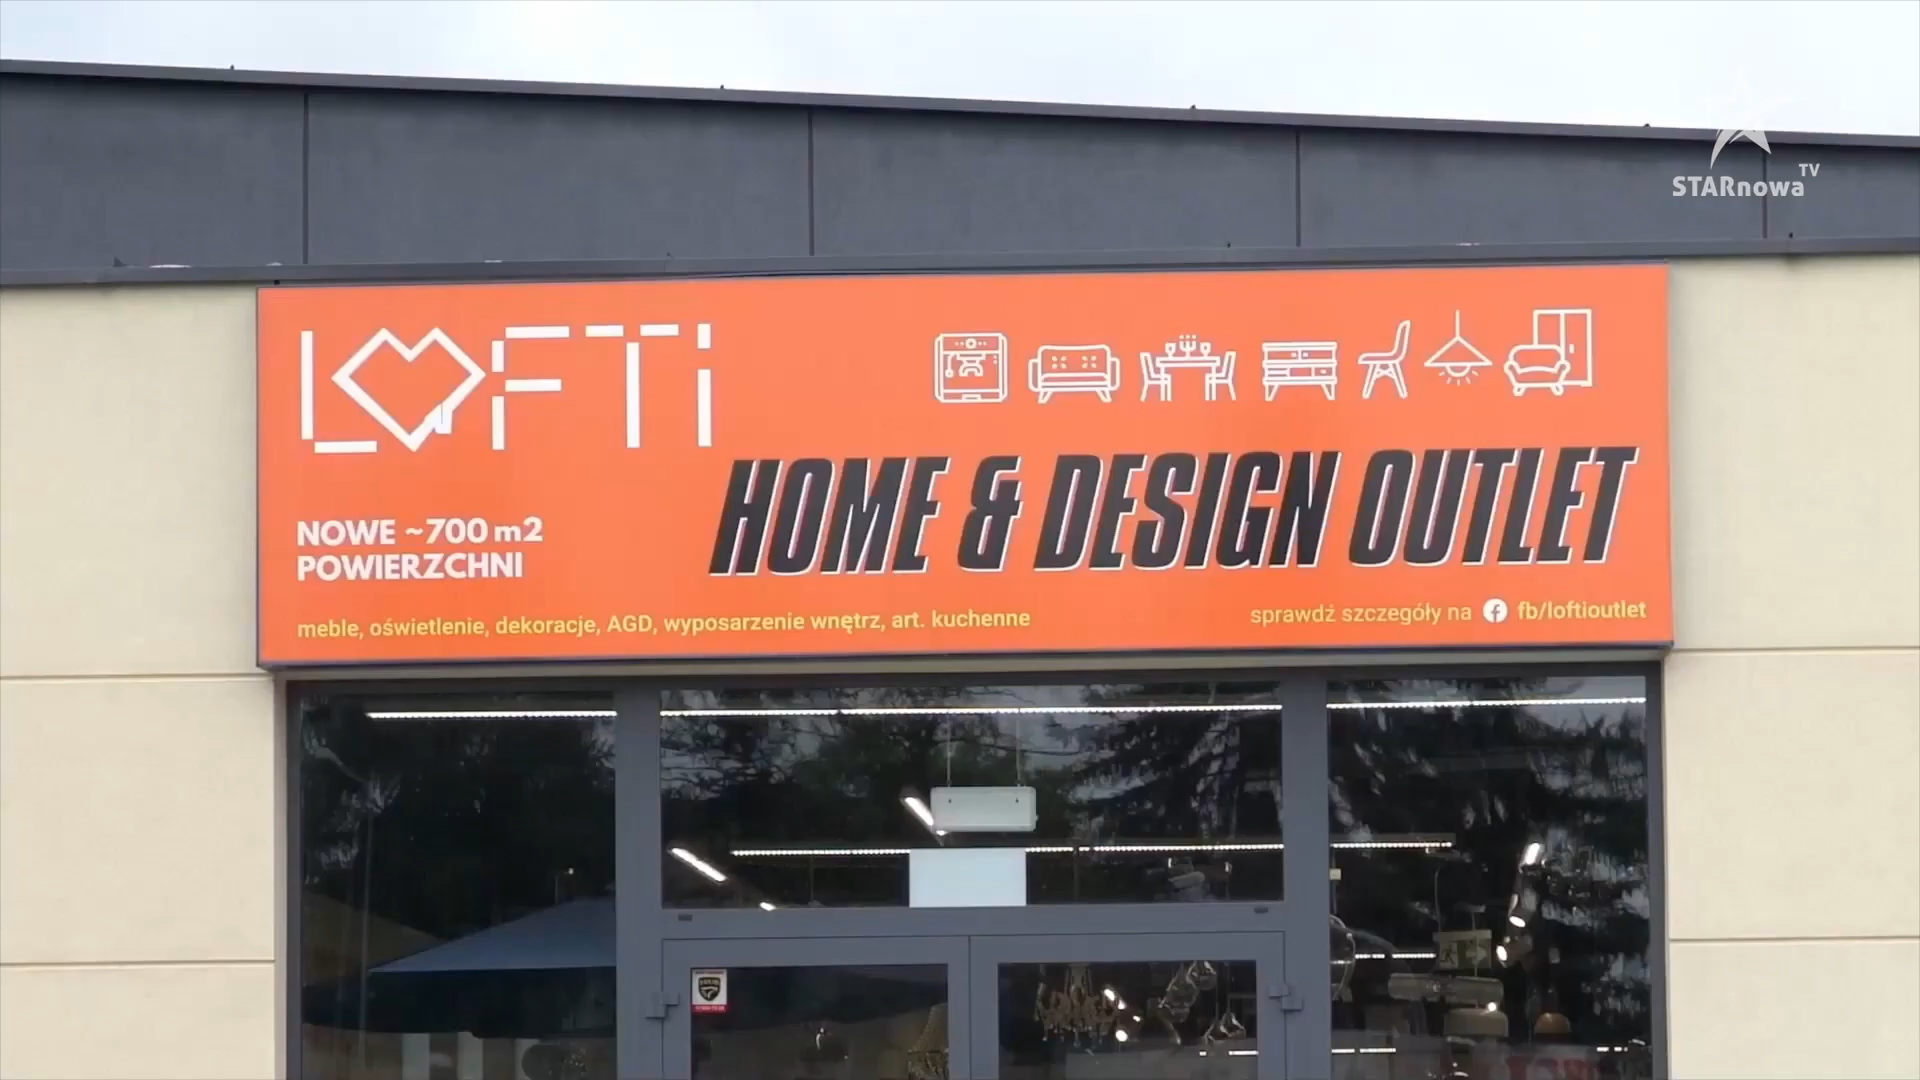 STARnowa TV
LOFTi
HOME & DESIGN OUTLET
NOWE ~700 m2
POWIERZCHNI
meble, oświetlenie, dekoracje, AGD, wyposarzenie wnętrz, art. kuchenne
sprawdź szczegóły na fb/loftioutlet